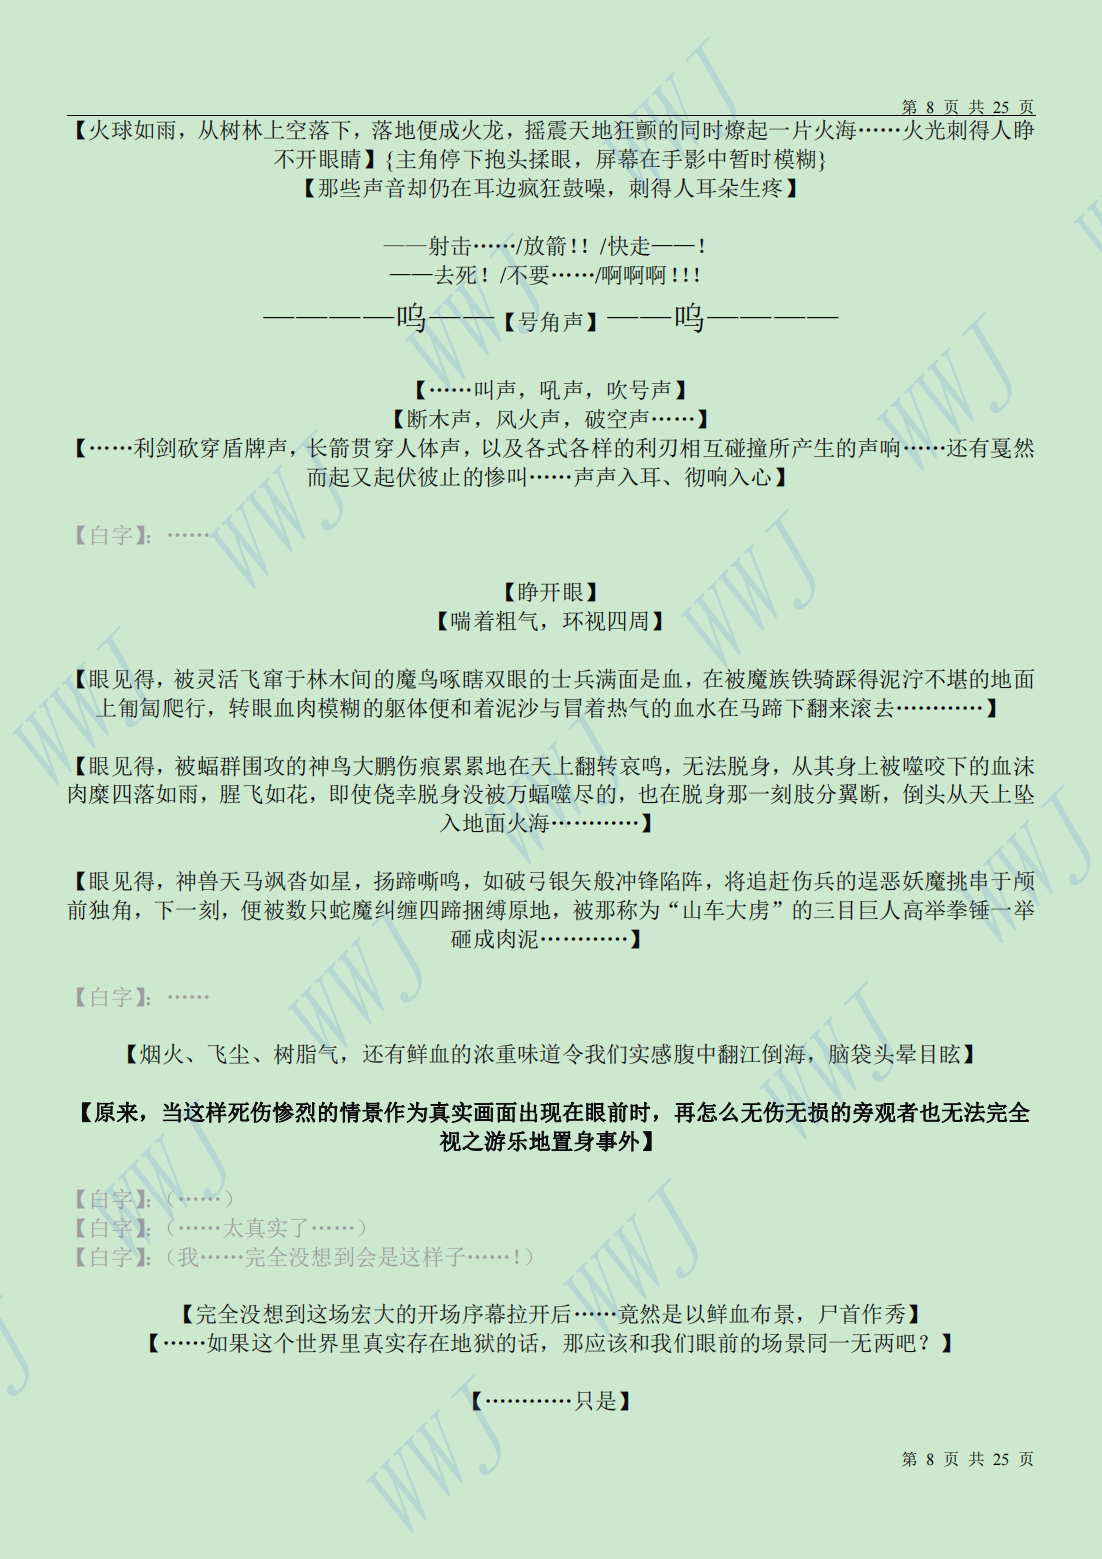 第 8 页 共 25 页
【火球如雨，从树林上空落下，落地便成火龙，摇震天地狂颤的同时燎起一片火海……火光刺得人睁
不开眼睛】{主角停下抱头揉眼，屏幕在手影中暂时模糊}
【那些声音却仍在耳边疯狂鼓噪，刺得人耳朵生疼】
——射击……/放箭！！/快走——！
——去死！/不要……/啊啊啊！！！
————呜——【号角声】——呜————
【……叫声，吼声，吹号声】
【断木声，风火声，破空声……】
【……利剑砍穿盾牌声，长箭贯穿人体声，以及各式各样的利刃相互碰撞所产生的声响……还有戛然
而起又起伏彼止的惨叫……声声入耳、彻响入心】
【白字】：……
【睁开眼】
【喘着粗气，环视四周】
【眼见得，被灵活飞窜于林木间的魔鸟啄瞎双眼的士兵满面是血，在被魔族铁骑踩得泥泞不堪的地面
上匍匐爬行，转眼血肉模糊的躯体便和着泥沙与冒着热气的血水在马蹄下翻来滚去…………】
【眼见得，被蝠群围攻的神鸟大鹏伤痕累累地在天上翻转哀鸣，无法脱身，从其身上被噬咬下的血沫
肉糜四落如雨，腥飞如花，即使侥幸脱身没被万蝠噬尽的，也在脱身那一刻肢分翼断，倒头从天上坠
入地面火海…………】
【眼见得，神兽天马飒沓如星，扬蹄嘶鸣，如破弓银矢般冲锋陷阵，将追赶伤兵的逞恶妖魔挑串于颅
前独角，下一刻，便被数只蛇魔纠缠四蹄捆缚原地，被那称为“山车大虏”的三目巨人高举拳锤一举
砸成肉泥…………】
【白字】：……
【烟火、飞尘、树脂气，还有鲜血的浓重味道令我们实感腹中翻江倒海，脑袋头晕目眩】
【原来，当这样死伤惨烈的情景作为真实画面出现在眼前时，再怎么无伤无损的旁观者也无法完全
视之游乐地置身事外】
【白字】：（……）
【白字】：（……太真实了……）
【白字】：（我……完全没想到会是这样子……！）
【完全没想到这场宏大的开场序幕拉开后……竟然是以鲜血布景，尸首作秀】
【……如果这个世界里真实存在地狱的话，那应该和我们眼前的场景同一无两吧？】
【…………只是】
第 8 页 共 25 页